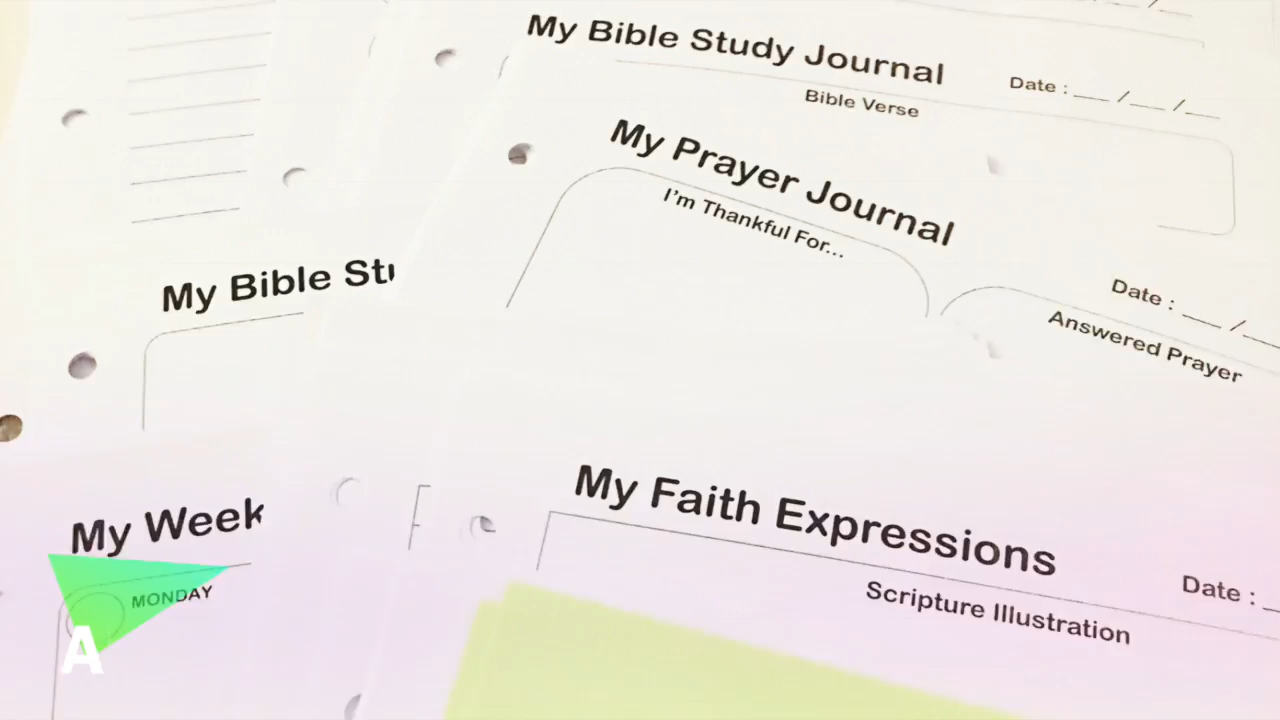 My Bible Study Journal
Date : __ /__ /__
Bible Verse
My Prayer Journal
I'm Thankful For...
Date : __ /__
Answered Prayer
My Bible
My Faith Expressions
Date : _
Scripture Illustration
My Week
MONDAY
A